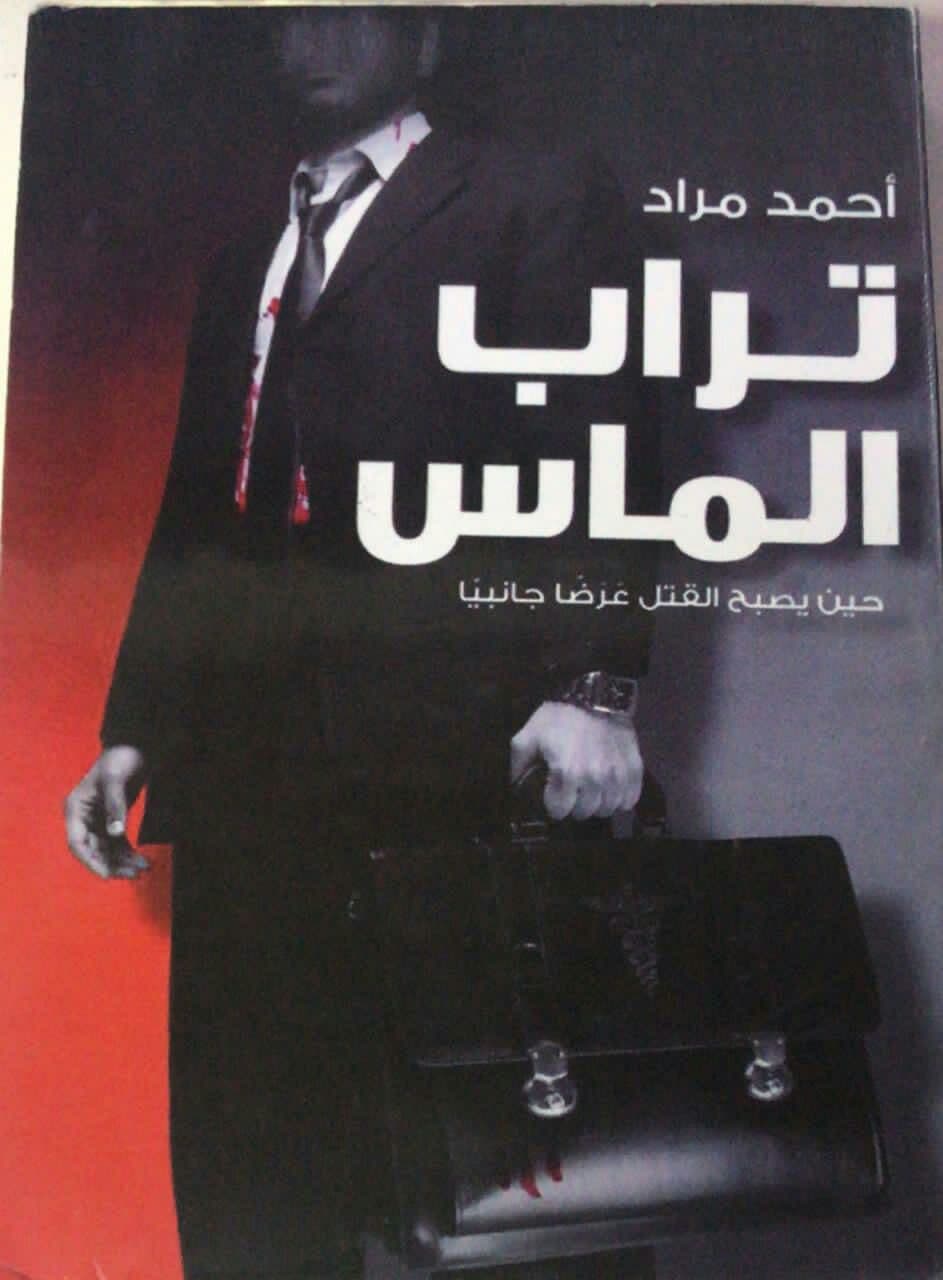 أحمد مراد
تراب
الماس
حين يصبح القتل عَرَضًا جانبيًا